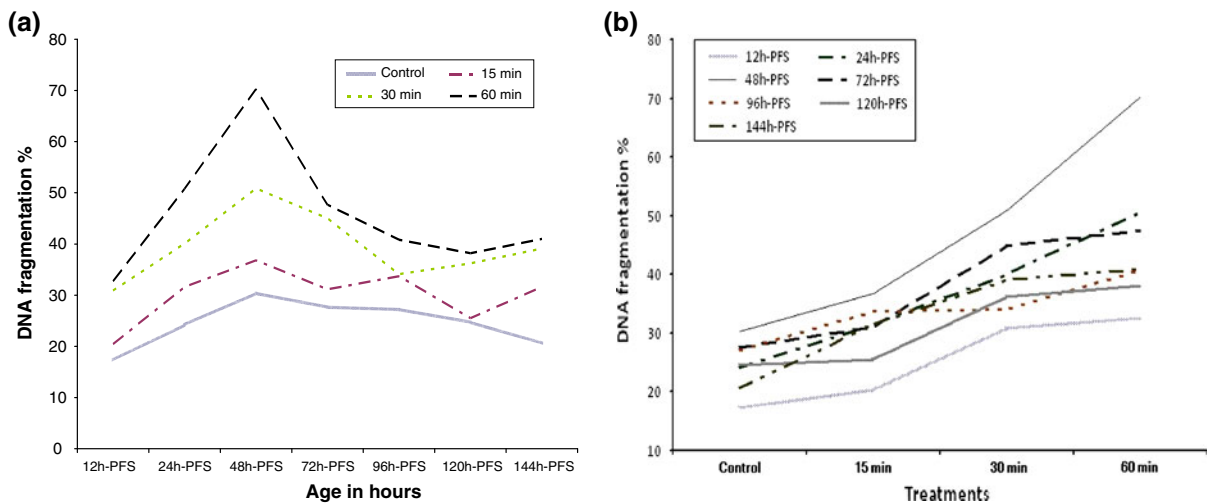 (a)
80
70
60
50
40
30
20
10
0
DNA fragmentation %
Control
15 min
30 min
60 min
12h-PFS 24h-PFS 48h-PFS 72h-PFS 96h-PFS 120h-PFS 144h-PFS
Age in hours
(b)
80
70
60
50
40
30
20
10
DNA fragmentation %
12h-PFS
24h-PFS
48h-PFS
72h-PFS
96h-PFS
120h-PFS
144h-PFS
Control 15 min 30 min 60 min
Treatments